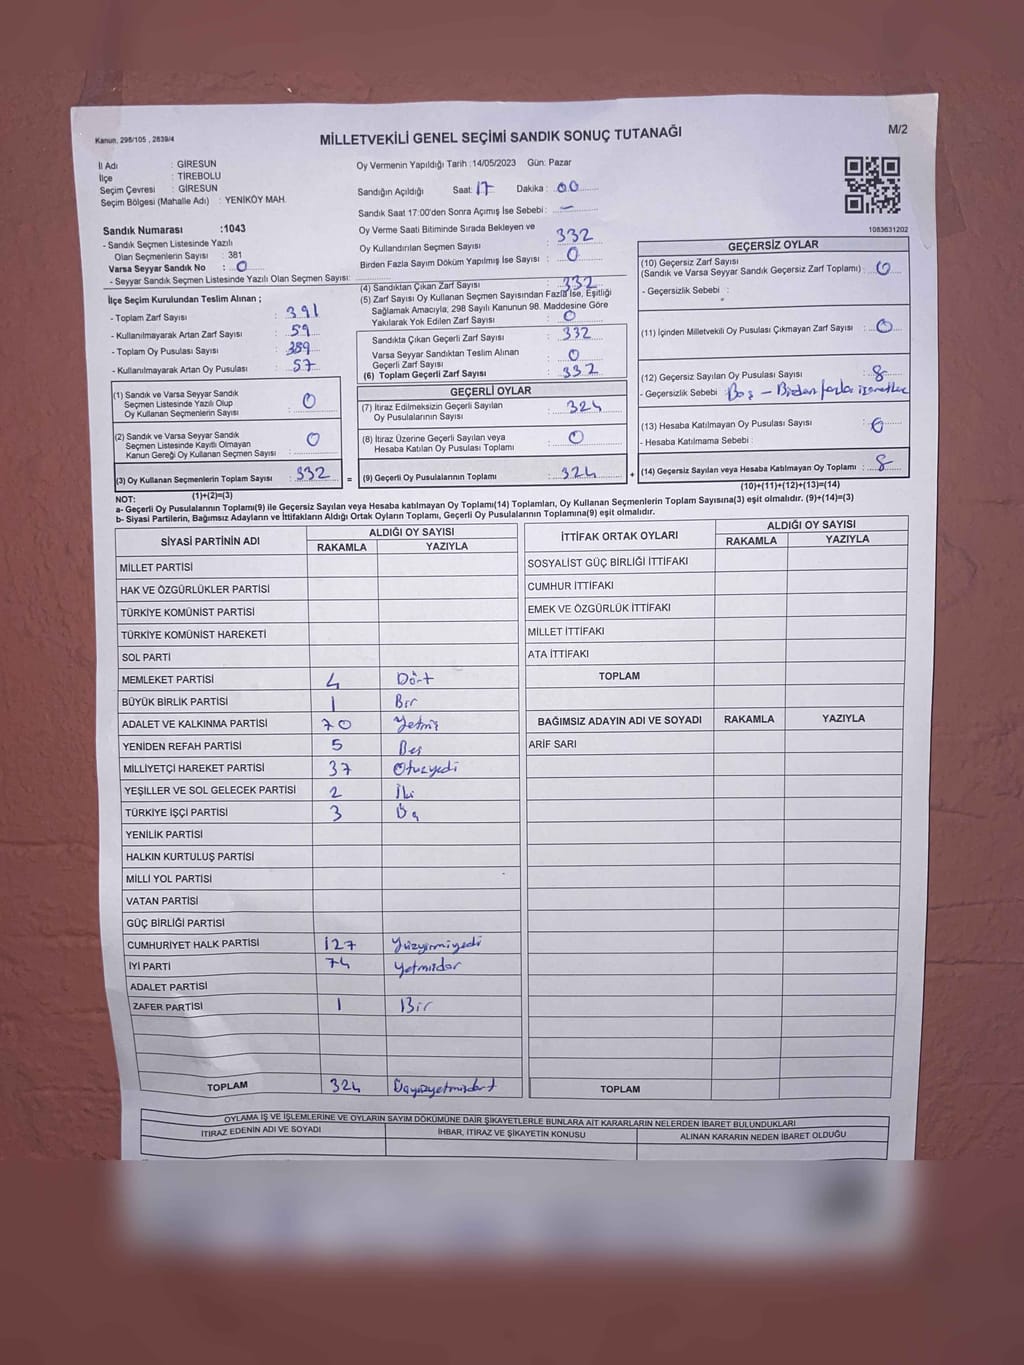 Kanun, 298/105 , 2839/4
MİLLETVEKİLİ GENEL SEÇİMİ SANDIK SONUÇ TUTANAĞI
M/2
İl Adı : GİRESUN
İlçe : TİREBOLU
Seçim Çevresi : GİRESUN
Seçim Bölgesi (Mahalle Adı) : YENİKÖY MAH.
Sandık Numarası :1043
- Sandık Seçmen Listesinde Yazılı
Olan Seçmenlerin Sayısı : 381
Varsa Seyyar Sandık No : 0
- Seyyar Sandık Seçmen Listesinde Yazılı Olan Seçmen Sayısı:
İlçe Seçim Kurulundan Teslim Alınan ;
- Toplam Zarf Sayısı : 391
- Kullanılmayarak Artan Zarf Sayısı : 59
- Toplam Oy Pusulası Sayısı : 389
- Kullanılmayarak Artan Oy Pusulası : 57
(1) Sandık ve Varsa Seyyar Sandık
Seçmen Listesinde Yazılı Olup
Oy Kullanan Seçmenlerin Sayısı : 0
(2) Sandık ve Varsa Seyyar Sandık
Seçmen Listesinde Kayıtlı Olmayan
Kanun Gereği Oy Kullanan Seçmen Sayısı : 0
(3) Oy Kullanan Seçmenlerin Toplam Sayısı : 332 =
(1)+(2)=(3)
Oy Vermenin Yapıldığı Tarih :14/05/2023 Gün: Pazar
Sandığın Açıldığı Saat: 17 Dakika : 00
Sandık Saat 17:00'den Sonra Açımış İse Sebebi : —
Oy Verme Saati Bitiminde Sırada Bekleyen ve
Oy Kullandırılan Seçmen Sayısı : 332
Birden Fazla Sayım Döküm Yapılmış İse Sayısı : 0
(4) Sandıktan Çıkan Zarf Sayısı : 332
(5) Zarf Sayısı Oy Kullanan Seçmen Sayısından Fazla İse, Eşitliği
Sağlamak Amacıyla, 298 Sayılı Kanunun 98. Maddesine Göre
Yakılarak Yok Edilen Zarf Sayısı : 0
Sandıkta Çıkan Geçerli Zarf Sayısı : 332
Varsa Seyyar Sandıktan Teslim Alınan
Geçerli Zarf Sayısı : 0
(6) Toplam Geçerli Zarf Sayısı : 332
GEÇERLİ OYLAR
(7) İtiraz Edilmeksizin Geçerli Sayılan
Oy Pusulalarının Sayısı : 324
(8) İtiraz Üzerine Geçerli Sayılan veya
Hesaba Katılan Oy Pusulaları Toplamı : 0
(9) Geçerli Oy Pusulalarının Toplamı : 324 +
1083631202
GEÇERSİZ OYLAR
(10) Geçersiz Zarf Sayısı
(Sandık ve Varsa Seyyar Sandık Geçersiz Zarf Toplamı) : 0
- Geçersizlik Sebebi :
(11) İçinden Milletvekili Oy Pusulası Çıkmayan Zarf Sayısı : 0
(12) Geçersiz Sayılan Oy Pusulası Sayısı : 8
- Geçersizlik Sebebi : Boş - Birden fazla
(13) Hesaba Katılmayan Oy Pusulası Sayısı : 0
- Hesaba Katılmama Sebebi :
(14) Geçersiz Sayılan veya Hesaba Katılmayan Oy Toplamı : 8
(10)+(11)+(12)+(13)=(14)
NOT:
a- Geçerli Oy Pusulalarının Toplamı(9) ile Geçersiz Sayılan veya Hesaba katılmayan Oy Toplamı(14) Toplamları, Oy Kullanan Seçmenlerin Toplam Sayısına(3) eşit olmalıdır. (9)+(14)=(3)
b- Siyasi Partilerin, Bağımsız Adayların ve İttifakların Aldığı Ortak Oyların Toplamı, Geçerli Oy Pusulalarının Toplamına(9) eşit olmalıdır.
SİYASİ PARTİNİN ADI ALDIĞI OY SAYISI
RAKAMLA YAZIYLA
MİLLET PARTİSİ
HAK VE ÖZGÜRLÜKLER PARTİSİ
TÜRKİYE KOMÜNİST PARTİSİ
TÜRKİYE KOMÜNİST HAREKETİ
SOL PARTİ
MEMLEKET PARTİSİ 4 Dört
BÜYÜK BİRLİK PARTİSİ 1 Bir
ADALET VE KALKINMA PARTİSİ 70 Yetmiş
YENİDEN REFAH PARTİSİ 5 Beş
MİLLİYETÇİ HAREKET PARTİSİ 37 Otuzyedi
YEŞİLLER VE SOL GELECEK PARTİSİ 2 İki
TÜRKİYE İŞÇİ PARTİSİ 3 Üç
YENİLİK PARTİSİ
HALKIN KURTULUŞ PARTİSİ
MİLLİ YOL PARTİSİ
VATAN PARTİSİ
GÜÇ BİRLİĞİ PARTİSİ
CUMHURİYET HALK PARTİSİ 127 Yüzyirmiyedi
İYİ PARTİ 74
ADALET PARTİSİ
ZAFER PARTİSİ 1 Bir
TOPLAM 324
İTTİFAK ORTAK OYLARI ALDIĞI OY SAYISI
RAKAMLA YAZIYLA
SOSYALİST GÜÇ BİRLİĞİ İTTİFAKI
CUMHUR İTTİFAKI
EMEK VE ÖZGÜRLÜK İTTİFAKI
MİLLET İTTİFAKI
ATA İTTİFAKI
TOPLAM
BAĞIMSIZ ADAYIN ADI VE SOYADI RAKAMLA YAZIYLA
ARİF SARI
TOPLAM
OYLAMA İŞ VE İŞLEMLERİNE VE OYLARIN SAYIM DÖKÜMÜNE DAİR ŞİKAYETLERLE BUNLARA AİT KARARLARIN NELERDEN İBARET BULUNDUKLARI
İTİRAZ EDENİN ADI VE SOYADI İHBAR, İTİRAZ VE ŞİKAYETİN KONUSU ALINAN KARARIN NEDEN İBARET OLDUĞU